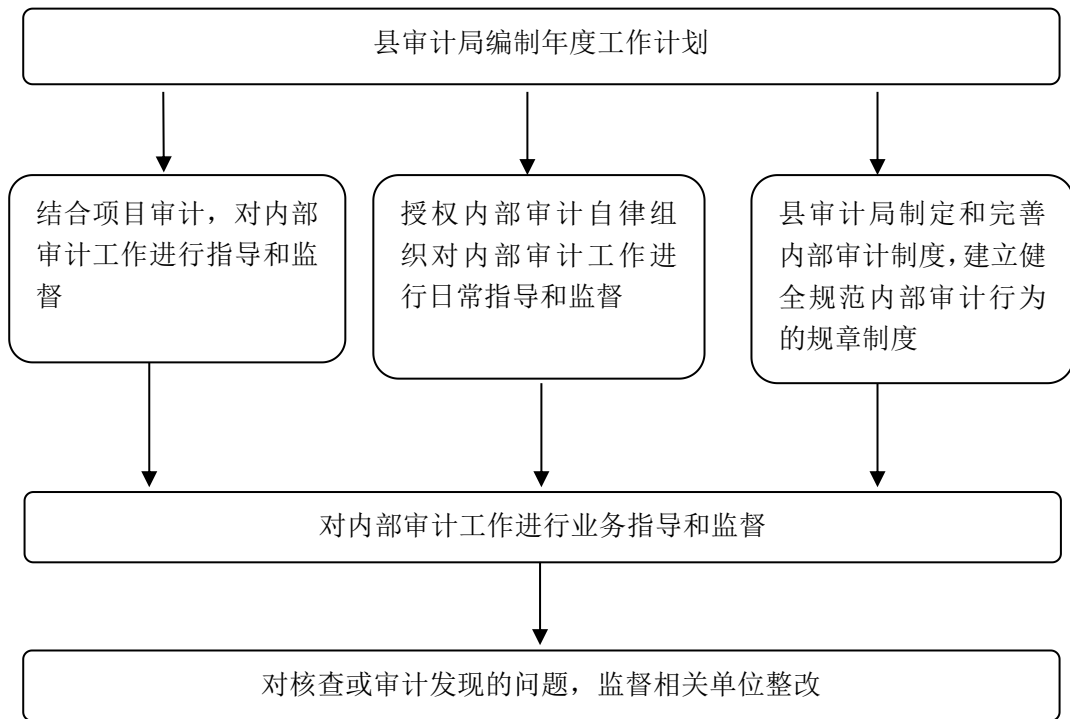 县审计局编制年度工作计划
结合项目审计，对内部
审计工作进行指导和监
督
授权内部审计自律组
织对内部审计工作进
行日常指导和监督
县审计局制定和完善
内部审计制度，建立健
全规范内部审计行为
的规章制度
对内部审计工作进行业务指导和监督
对核查或审计发现的问题，监督相关单位整改